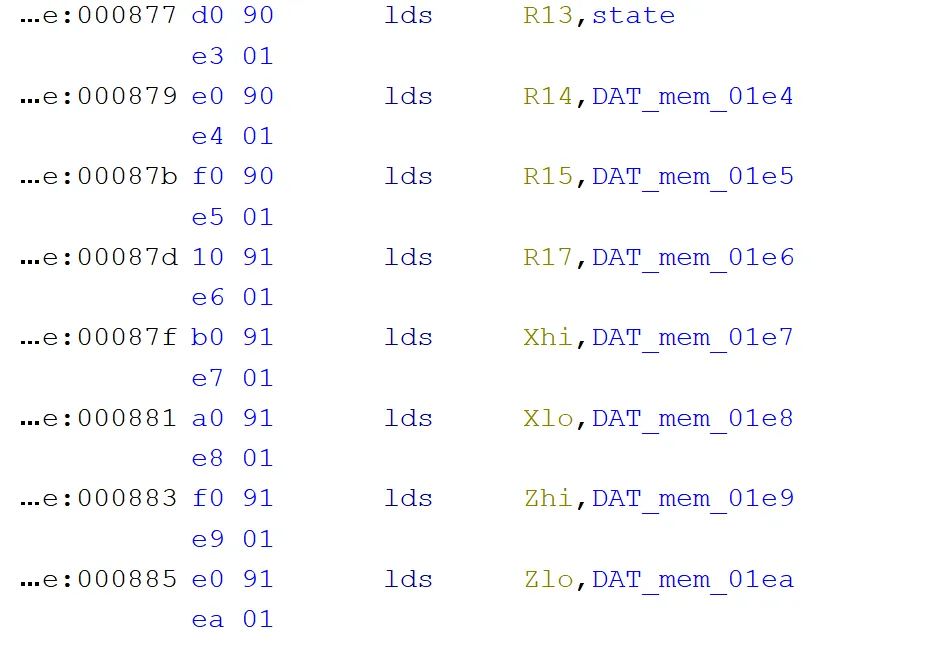 …e:000877 d0 90 lds R13,state
e3 01
…e:000879 e0 90 lds R14,DAT_mem_01e4
e4 01
…e:00087b f0 90 lds R15,DAT_mem_01e5
e5 01
…e:00087d 10 91 lds R17,DAT_mem_01e6
e6 01
…e:00087f b0 91 lds Xhi,DAT_mem_01e7
e7 01
…e:000881 a0 91 lds Xlo,DAT_mem_01e8
e8 01
…e:000883 f0 91 lds Zhi,DAT_mem_01e9
e9 01
…e:000885 e0 91 lds Zlo,DAT_mem_01ea
ea 01